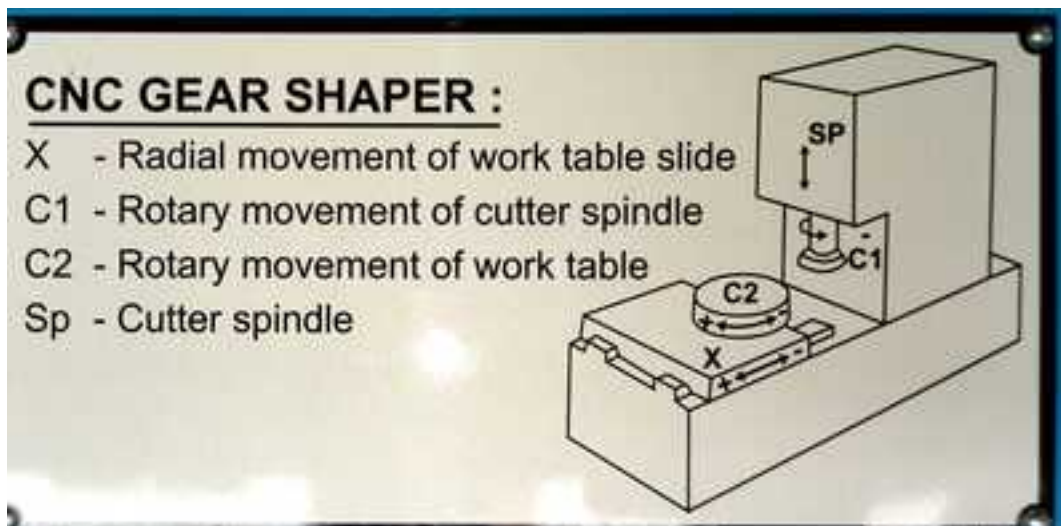 CNC GEAR SHAPER :
X - Radial movement of work table slide
C1 - Rotary movement of cutter spindle
C2 - Rotary movement of work table
Sp - Cutter spindle
SP
- C1
C2
+ -
X
+ -